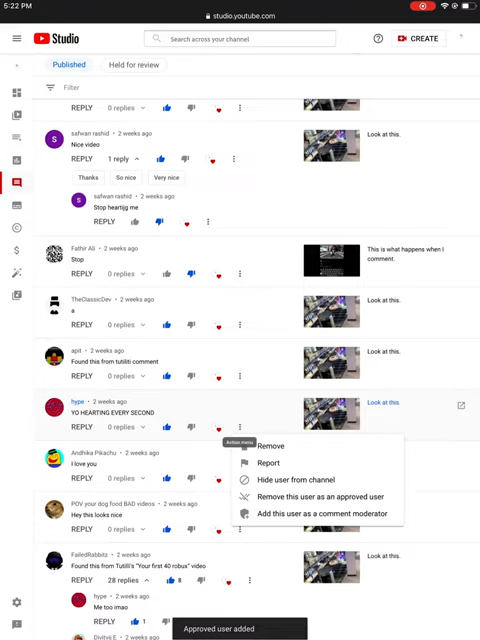 5:22 PM
studio.youtube.com
Studio
Search across your channel
CREATE
Published
Held for review
Filter
REPLY 0 replies
safwan rashid • 2 weeks ago
Nice video
REPLY 1 reply
Look at this.
Thanks
So nice
Very nice
safwan rashid • 2 weeks ago
Stop heartijg me
REPLY
Fathir Ali • 2 weeks ago
Stop
REPLY 0 replies
This is what happens when I
comment.
TheClassicDev • 2 weeks ago
a
REPLY 0 replies
Look at this.
apit • 2 weeks ago
Found this from tutilli comment
REPLY 0 replies
Look at this.
hype • 2 weeks ago
YO HEARTING EVERY SECOND
REPLY 0 replies
Look at this.
Action menu
Remove
Report
Hide user from channel
Remove this user as an approved user
Add this user as a comment moderator
Andhika Pikachu • 2 weeks ago
I love you
REPLY 0 replies
POV your dog food BAD videos • 2 weeks ago
Hey this looks nice
REPLY 0 replies
FailedRabbitz • 2 weeks ago
Found this from Tutilli's "Your first 40 robux" video
REPLY 28 replies 8
Look at this.
hype • 2 weeks ago
Me too lmao
REPLY 1
Approved user added